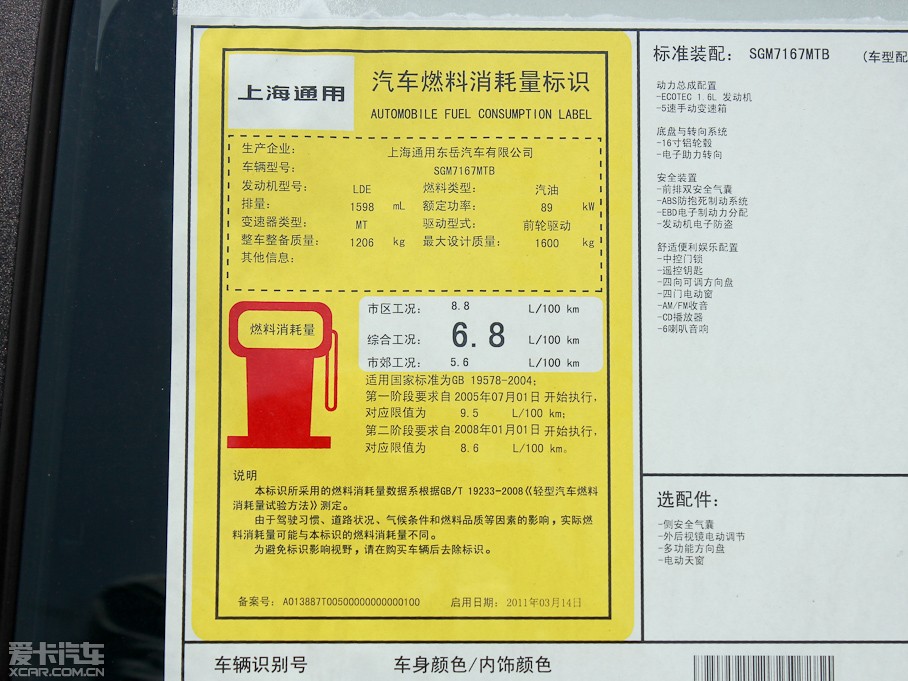 上海通用
汽车燃料消耗量标识
AUTOMOBILE FUEL CONSUMPTION LABEL
生产企业: 上海通用东岳汽车有限公司
车辆型号: SGM7167MTB
发动机型号: LDE 燃料类型: 汽油
排量: 1598 mL 额定功率: 89 kW
变速器类型: MT 驱动型式: 前轮驱动
整车整备质量: 1206 kg 最大设计质量: 1600 kg
其他信息:
燃料消耗量
市区工况: 8.8 L/100 km
综合工况: 6.8 L/100 km
市郊工况: 5.6 L/100 km
适用国家标准为GB 19578-2004;
第一阶段要求自2005年07月01日开始执行,
对应限值为 9.5 L/100 km;
第二阶段要求自2008年01月01日开始执行,
对应限值为 8.6 L/100 km。
说明
本标识所采用的燃料消耗量数据系根据GB/T 19233-2008《轻型汽车燃料
消耗量试验方法》测定。
由于驾驶习惯、道路状况、气候条件和燃料品质等因素的影响,实际燃
料消耗量可能与本标识的燃料消耗量不同。
为避免标识影响视野,请在购买车辆后去除标识。
备案号: A013887T00500000000000100 启用日期: 2011年03月14日
标准装配: SGM7167MTB (车型配
动力总成配置
-ECOTEC 1.6L 发动机
-5速手动变速箱
底盘与转向系统
-16寸铝轮毂
-电子助力转向
安全装置
-前排双安全气囊
-ABS防抱死制动系统
-EBD电子制动力分配
-发动机电子防盗
舒适便利娱乐配置
-中控门锁
-遥控钥匙
-四向可调方向盘
-四门电动窗
-AM/FM收音
-CD播放器
-6喇叭音响
选配件:
-侧安全气囊
-外后视镜电动调节
-多功能方向盘
-电动天窗
车辆识别号 车身颜色/内饰颜色
爱卡汽车
XCAR.COM.CN